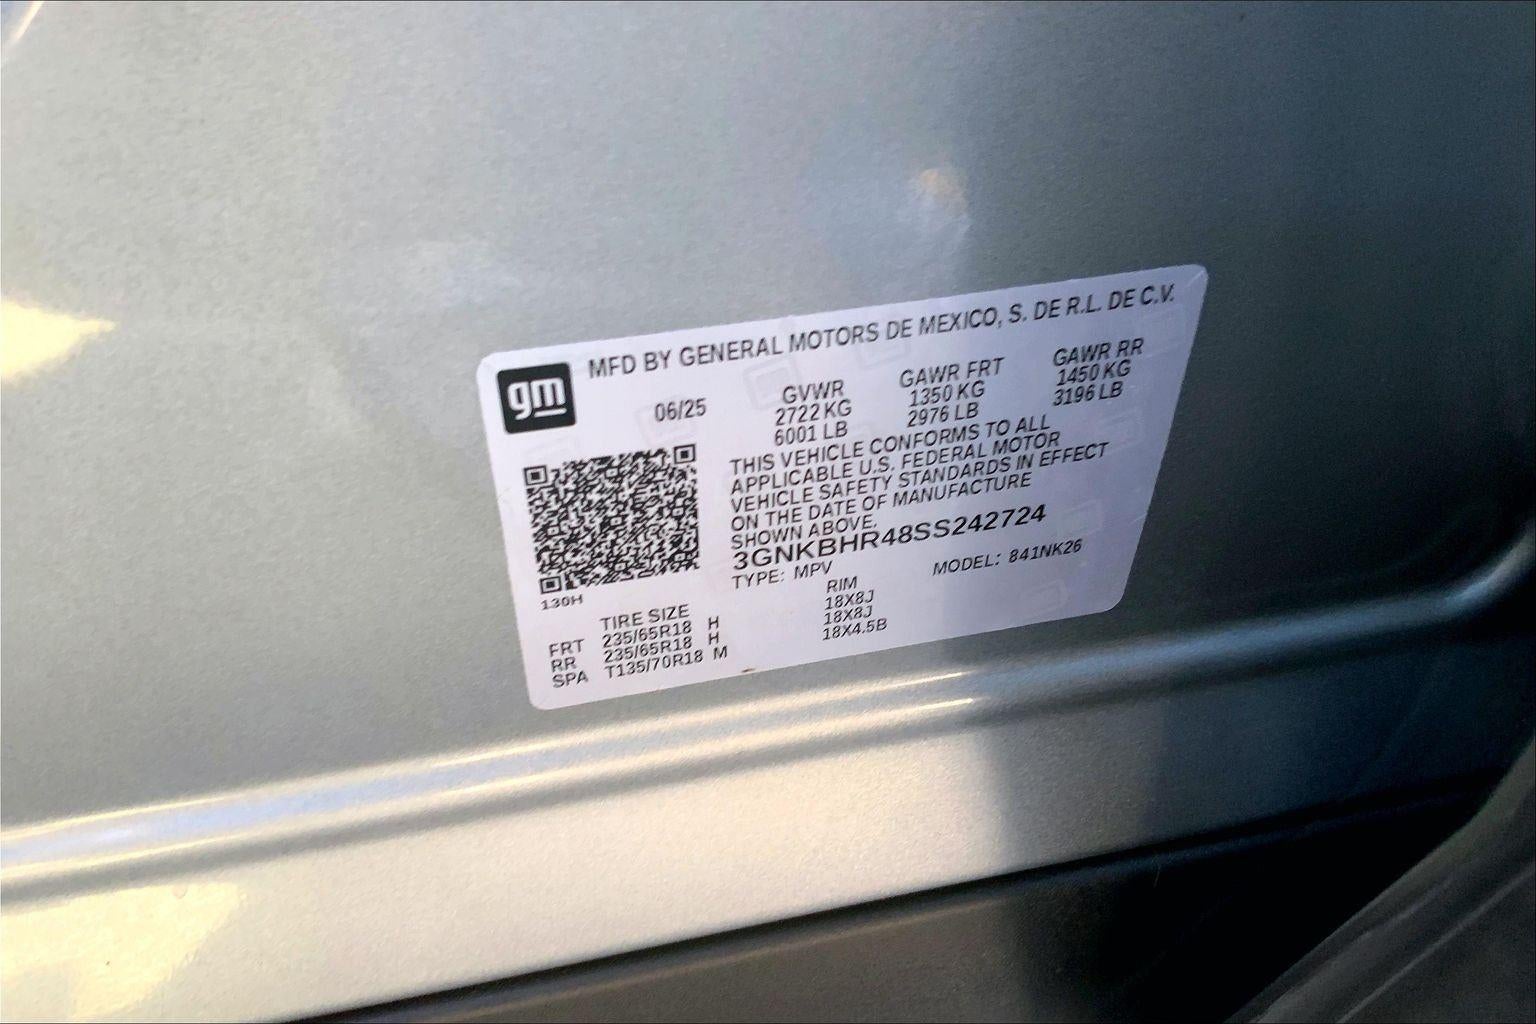 gm
MFD BY GENERAL MOTORS DE MEXICO, S. DE R.L. DE C.V.
06/25 GVWR GAWR FRT GAWR RR
2722 KG 1350 KG 1450 KG
6001 LB 2976 LB 3196 LB
THIS VEHICLE CONFORMS TO ALL
APPLICABLE U.S. FEDERAL MOTOR
VEHICLE SAFETY STANDARDS IN EFFECT
ON THE DATE OF MANUFACTURE
SHOWN ABOVE.
3GNKBHR48SS242724
TYPE: MPV MODEL: 841NK26
130H
TIRE SIZE RIM
FRT 235/65R18 H 18X8J
RR 235/65R18 H 18X8J
SPA T135/70R18 M 18X4.5B